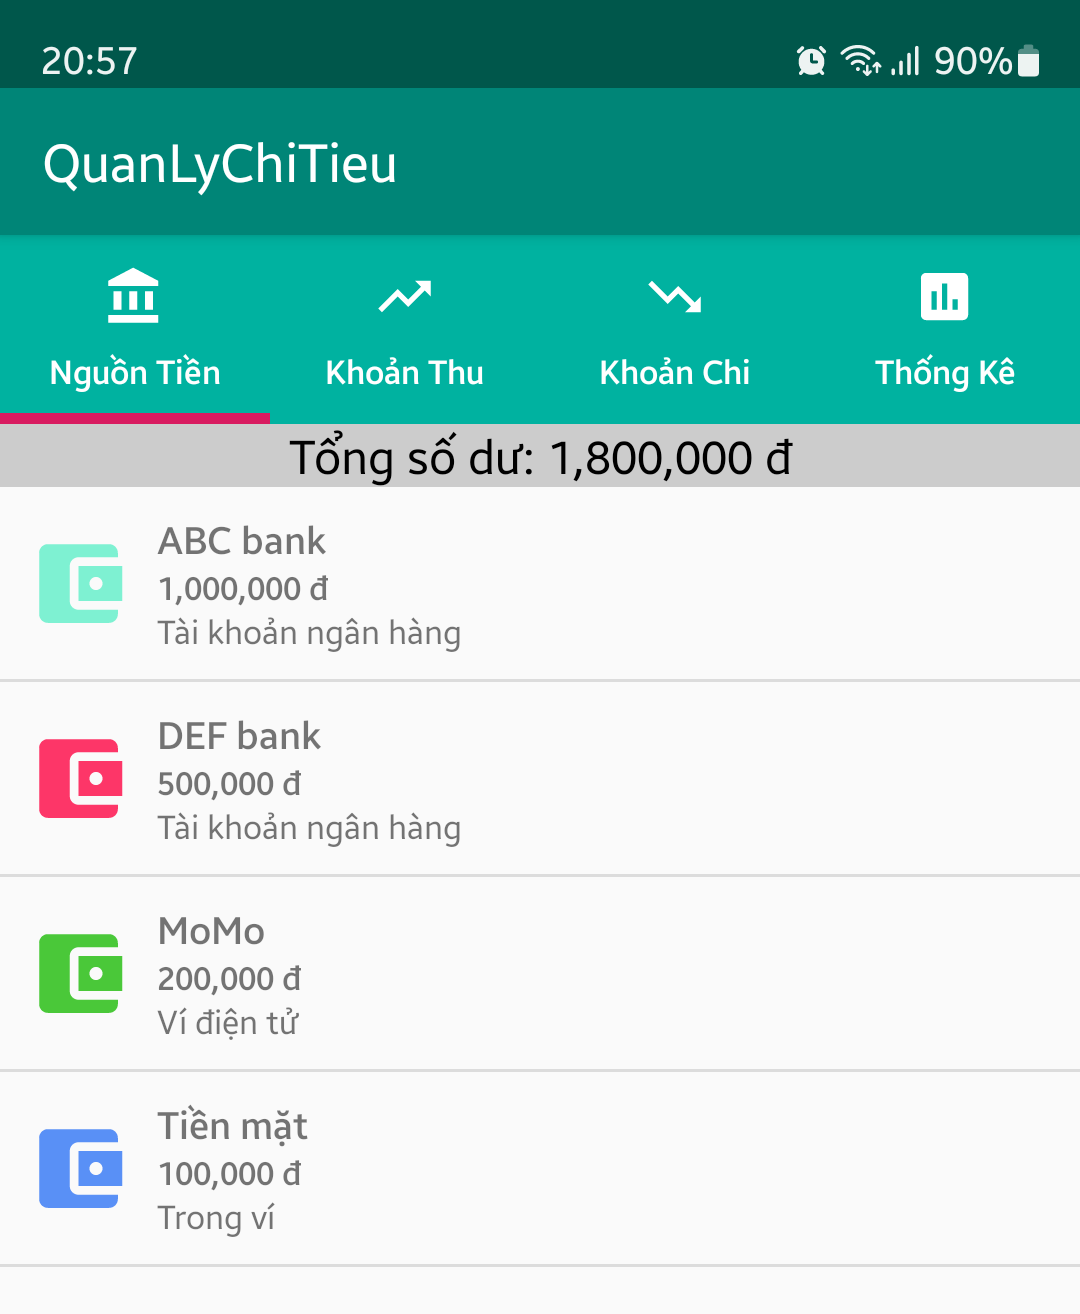 20:57 90%
QuanLyChiTieu
Nguồn Tiền Khoản Thu Khoản Chi Thống Kê
Tổng số dư: 1,800,000 đ
ABC bank
1,000,000 đ
Tài khoản ngân hàng
DEF bank
500,000 đ
Tài khoản ngân hàng
MoMo
200,000 đ
Ví điện tử
Tiền mặt
100,000 đ
Trong ví